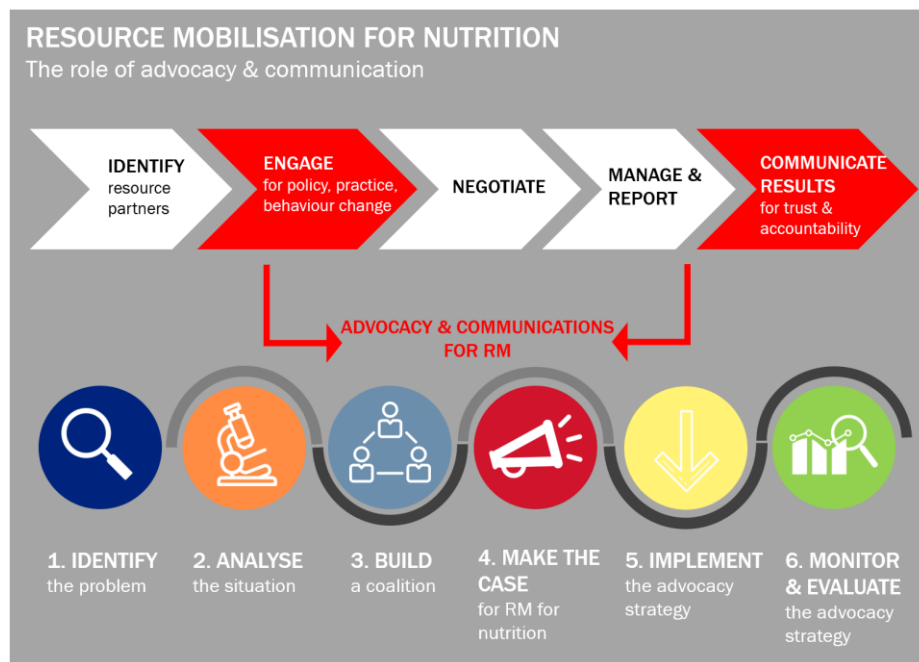 RESOURCE MOBILISATION FOR NUTRITION
The role of advocacy & communication
IDENTIFY
resource
partners
ENGAGE
for policy, practice,
behaviour change
NEGOTIATE
MANAGE &
REPORT
COMMUNICATE
RESULTS
for trust &
accountability
ADVOCACY & COMMUNICATIONS
FOR RM
1. IDENTIFY
the problem
2. ANALYSE
the situation
3. BUILD
a coalition
4. MAKE THE
CASE
for RM for
nutrition
5. IMPLEMENT
the advocacy
strategy
6. MONITOR
& EVALUATE
the advocacy
strategy